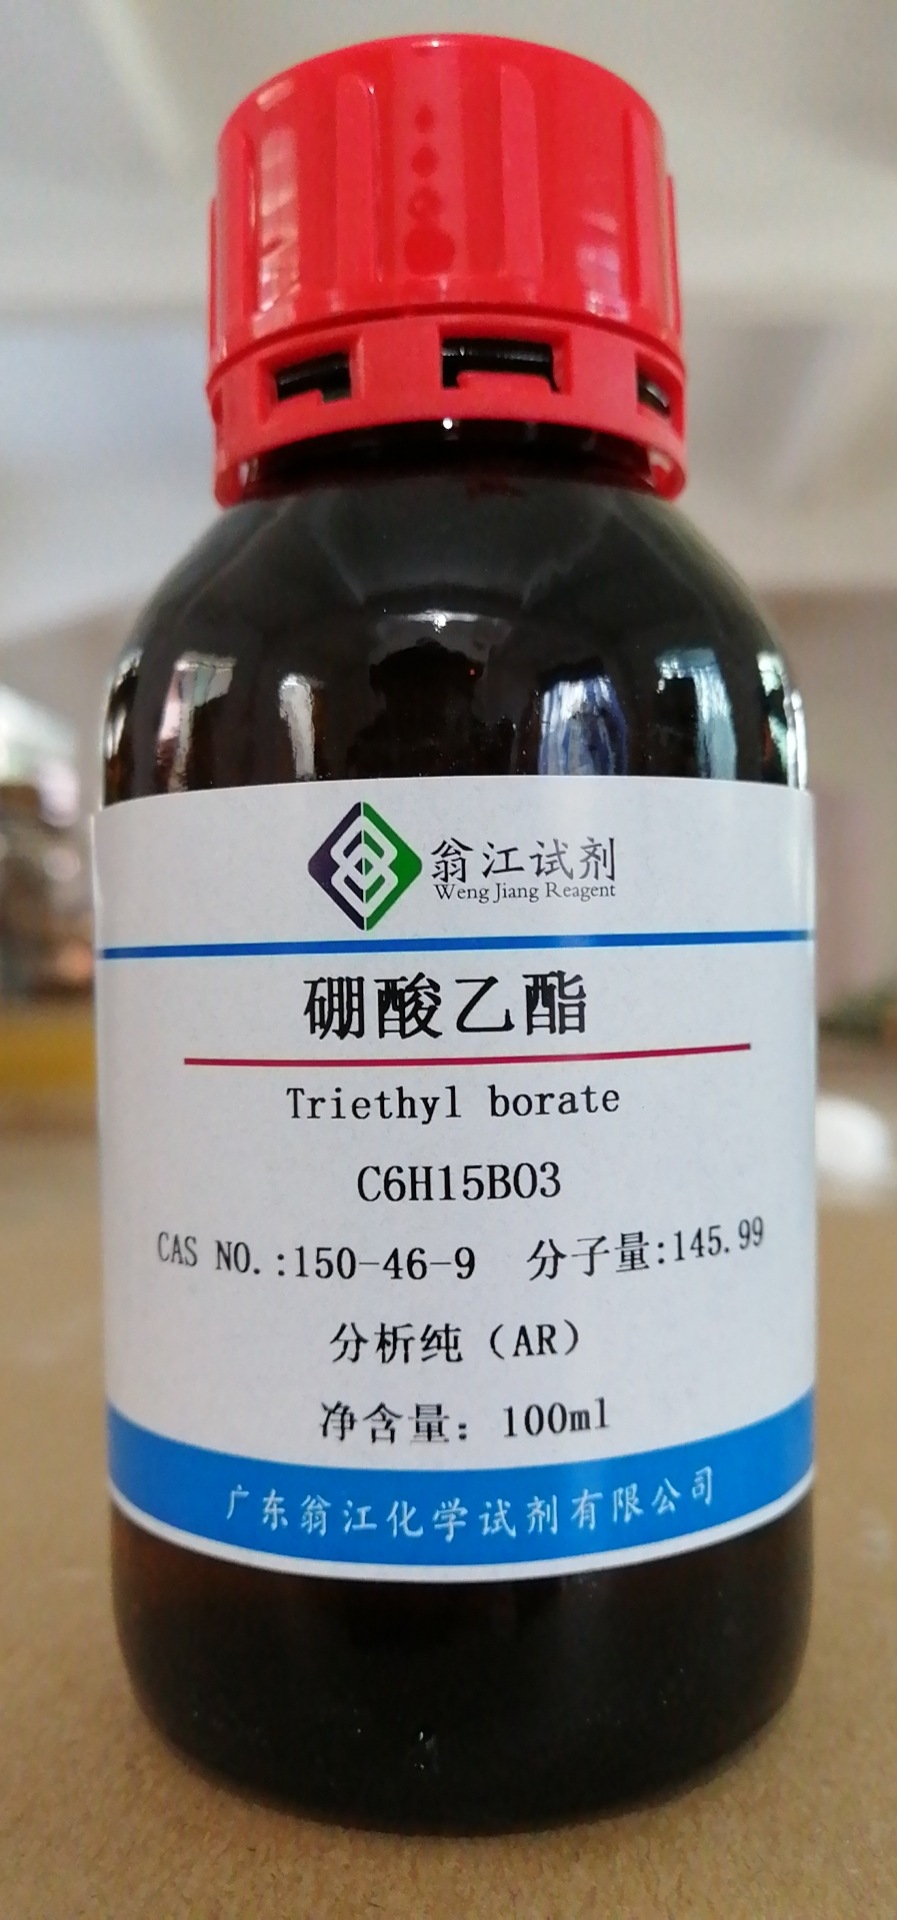 翁江试剂
Weng Jiang Reagent
硼酸乙酯
Triethyl borate
C6H15BO3
CAS NO.:150-46-9 分子量:145.99
分析纯（AR）
净含量：100ml
广东翁江化学试剂有限公司